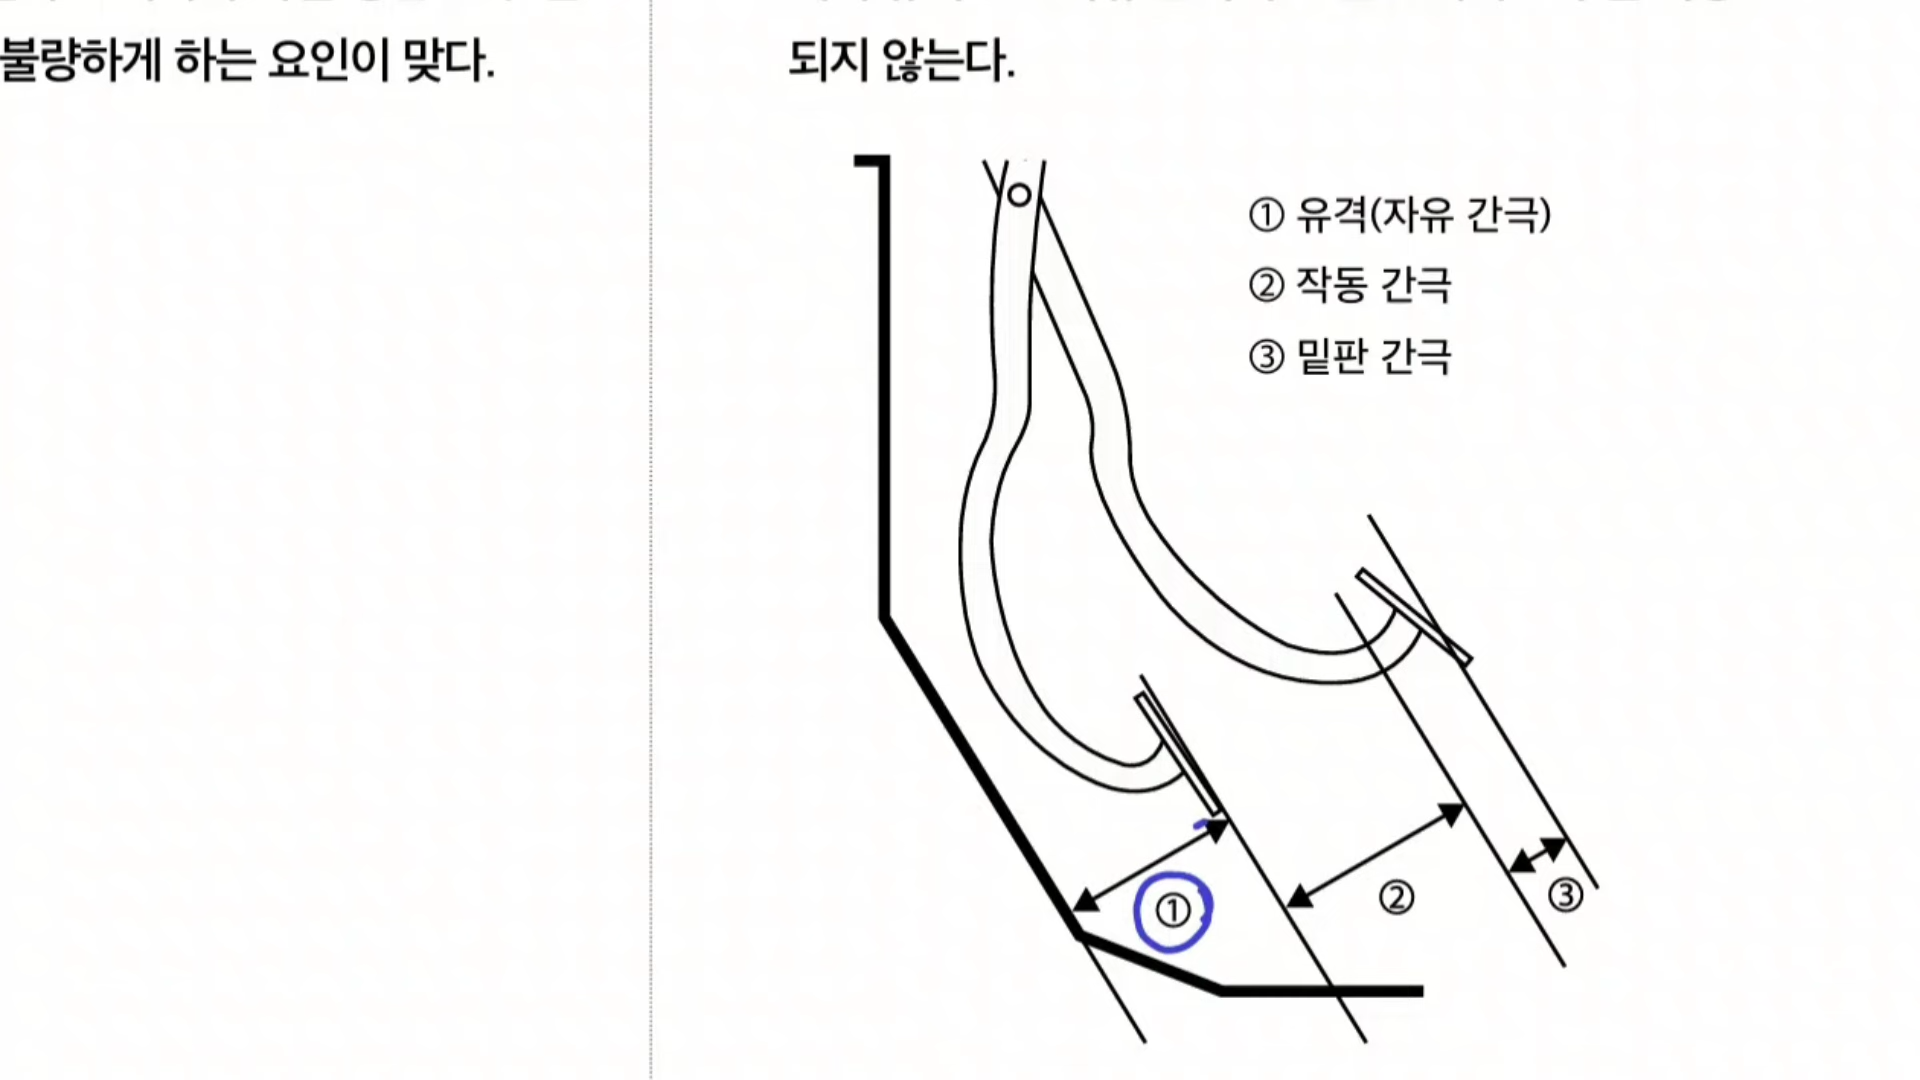 불량하게 하는 요인이 맞다.
되지 않는다.
① 유격(자유 간극)
② 작동 간극
③ 밑판 간극
①
②
③